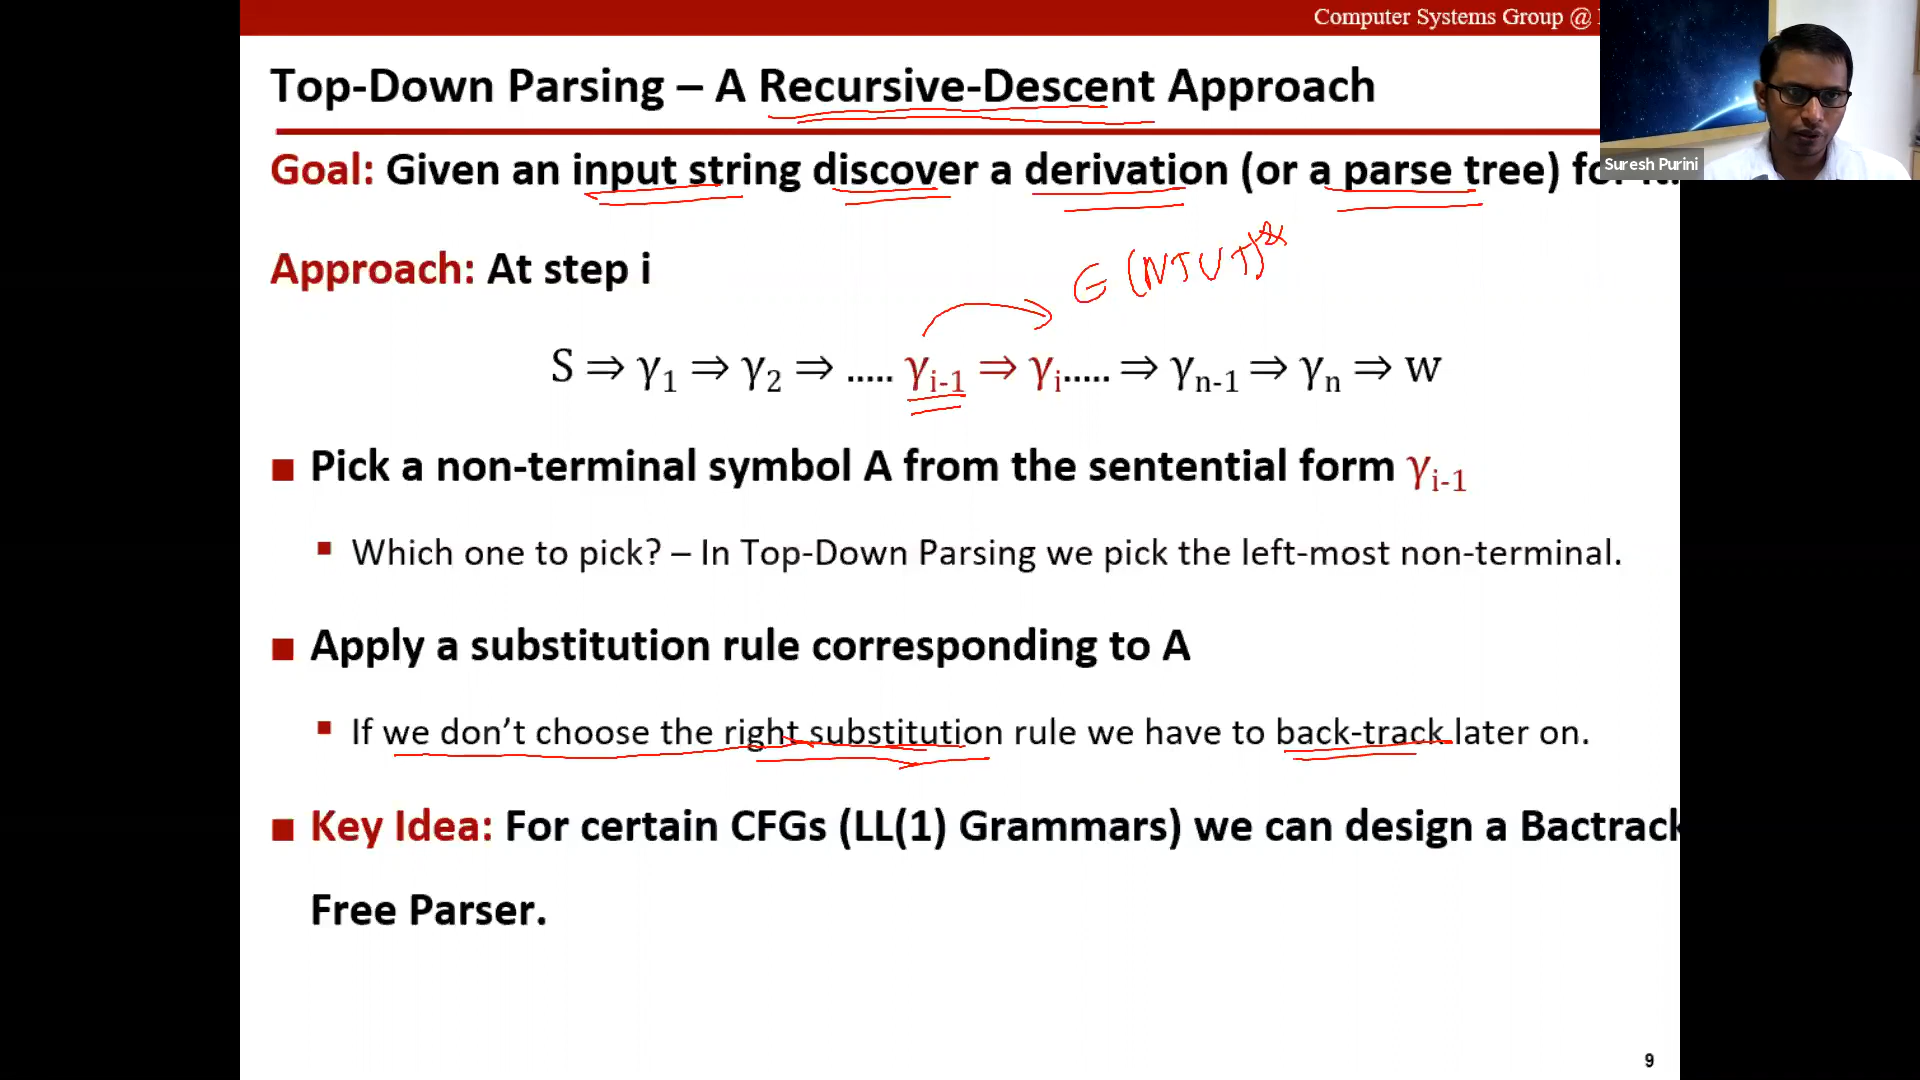 Computer Systems Group @
Top-Down Parsing – A Recursive-Descent Approach
Suresh Purini
Goal: Given an input string discover a derivation (or a parse tree) for it.
Approach: At step i
∈ (NT ∪ T)*
S ⇒ γ1 ⇒ γ2 ⇒ ..... γi-1 ⇒ γi..... ⇒ γn-1 ⇒ γn ⇒ w
■ Pick a non-terminal symbol A from the sentential form γi-1
▪ Which one to pick? – In Top-Down Parsing we pick the left-most non-terminal.
■ Apply a substitution rule corresponding to A
▪ If we don't choose the right substitution rule we have to back-track later on.
■ Key Idea: For certain CFGs (LL(1) Grammars) we can design a Bactrack
Free Parser.
9